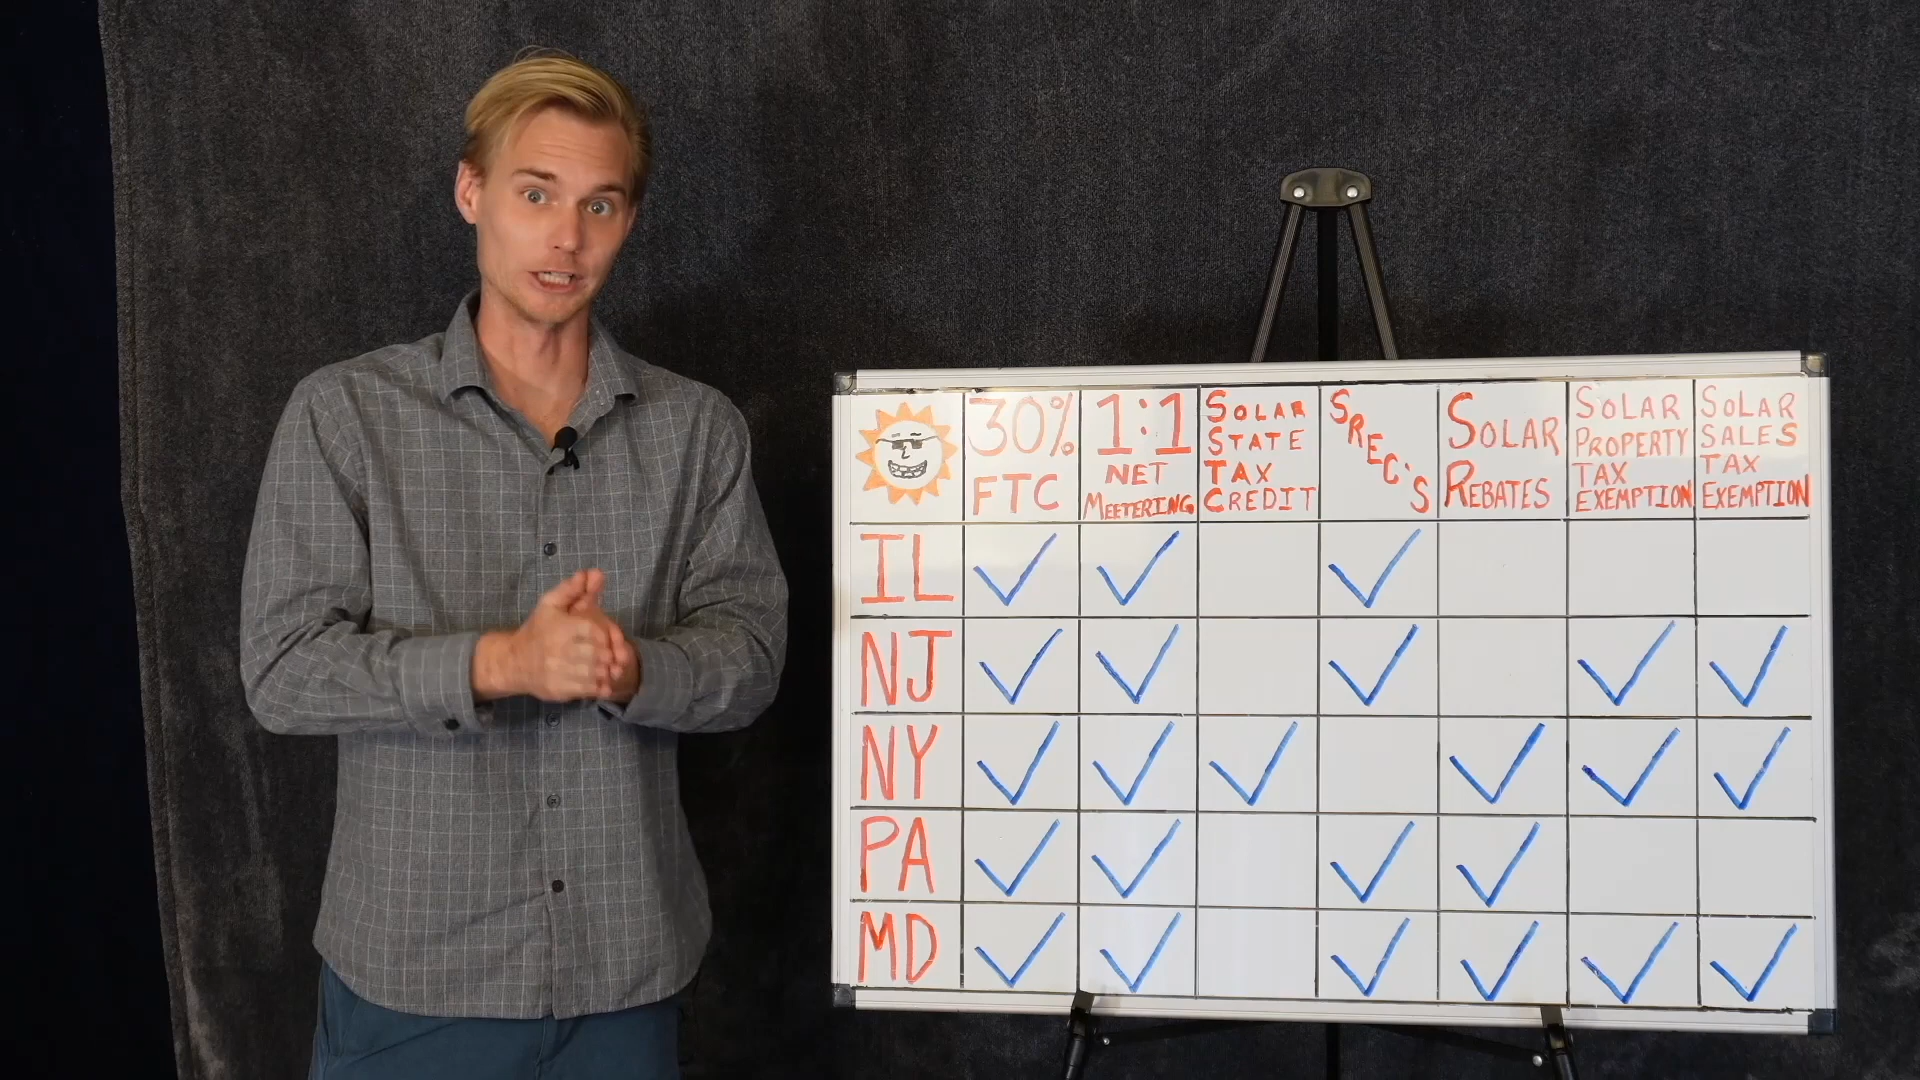 30%
FTC
1:1
NET
MEETERING
SOLAR
STATE
TAX
CREDIT
SREC'S
SOLAR
REBATES
SOLAR
PROPERTY
TAX
EXEMPTION
SOLAR
SALES
TAX
EXEMPTION
IL ✓ ✓ ✓
NJ ✓ ✓ ✓ ✓ ✓
NY ✓ ✓ ✓ ✓ ✓ ✓
PA ✓ ✓ ✓ ✓
MD ✓ ✓ ✓ ✓ ✓ ✓